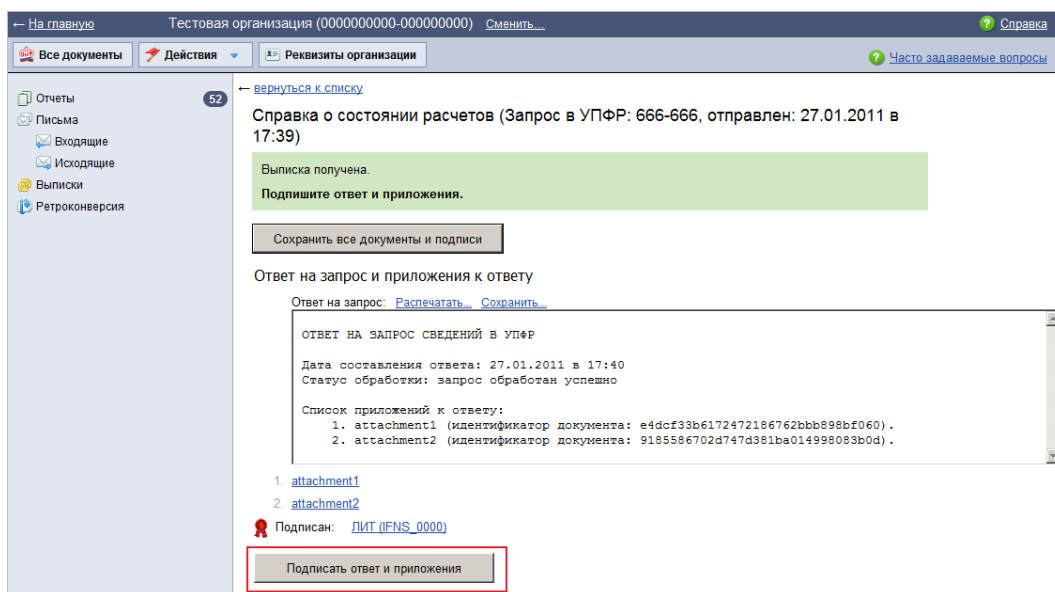 ← На главную Тестовая организация (0000000000-000000000) Сменить... ? Справка
Все документы Действия Реквизиты организации ? Часто задаваемые вопросы
Отчеты 52
Письма
Входящие
Исходящие
Выписки
Ретроконверсия
← вернуться к списку
Справка о состоянии расчетов (Запрос в УПФР: 666-666, отправлен: 27.01.2011 в
17:39)
Выписка получена.
Подпишите ответ и приложения.
Сохранить все документы и подписи
Ответ на запрос и приложения к ответу
Ответ на запрос: Распечатать... Сохранить...
ОТВЕТ НА ЗАПРОС СВЕДЕНИЙ В УПФР
Дата составления ответа: 27.01.2011 в 17:40
Статус обработки: запрос обработан успешно
Список приложений к ответу:
1. attachment1 (идентификатор документа: e4dcf33b6172472186762bbb898bf060).
2. attachment2 (идентификатор документа: 9185586702d747d381ba014998083b0d).
1. attachment1
2. attachment2
Подписан: ЛИТ (IFNS_0000)
Подписать ответ и приложения